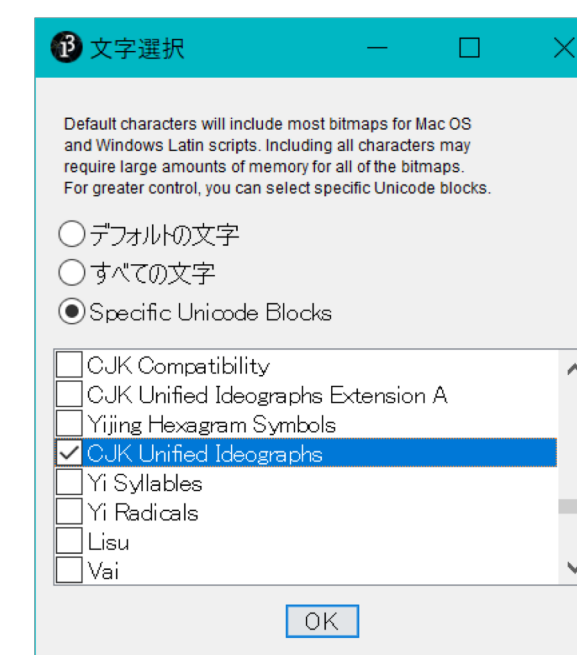 文字選択
Default characters will include most bitmaps for Mac OS
and Windows Latin scripts. Including all characters may
require large amounts of memory for all of the bitmaps.
For greater control, you can select specific Unicode blocks.
デフォルトの文字
すべての文字
Specific Unicode Blocks
CJK Compatibility
CJK Unified Ideographs Extension A
Yijing Hexagram Symbols
CJK Unified Ideographs
Yi Syllables
Yi Radicals
Lisu
Vai
OK